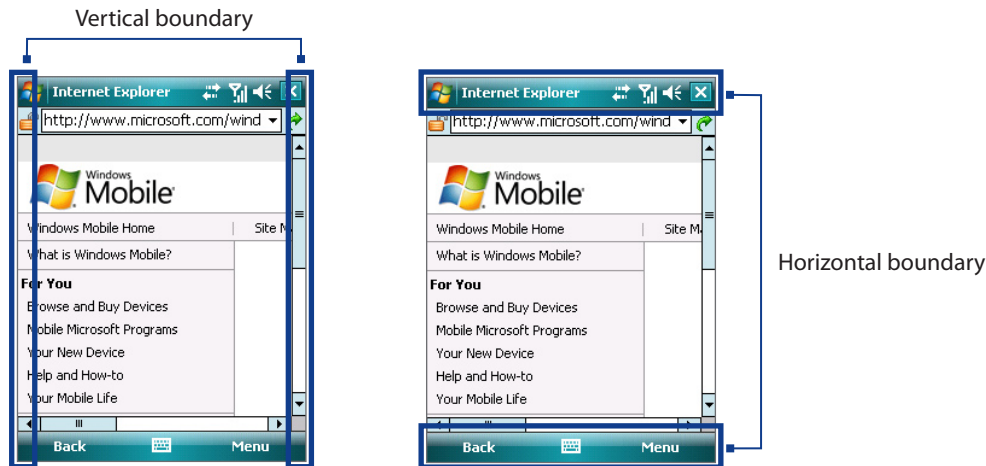 Vertical boundary
Internet Explorer
http://www.microsoft.com/wind
Windows
Mobile
Windows Mobile Home | Site Ma
What is Windows Mobile?
For You
Browse and Buy Devices
Mobile Microsoft Programs
Your New Device
Help and How-to
Your Mobile Life
Back Menu
Internet Explorer
http://www.microsoft.com/wind
Windows
Mobile
Windows Mobile Home | Site Ma
What is Windows Mobile?
For You
Browse and Buy Devices
Mobile Microsoft Programs
Your New Device
Help and How-to
Your Mobile Life
Back Menu
Horizontal boundary